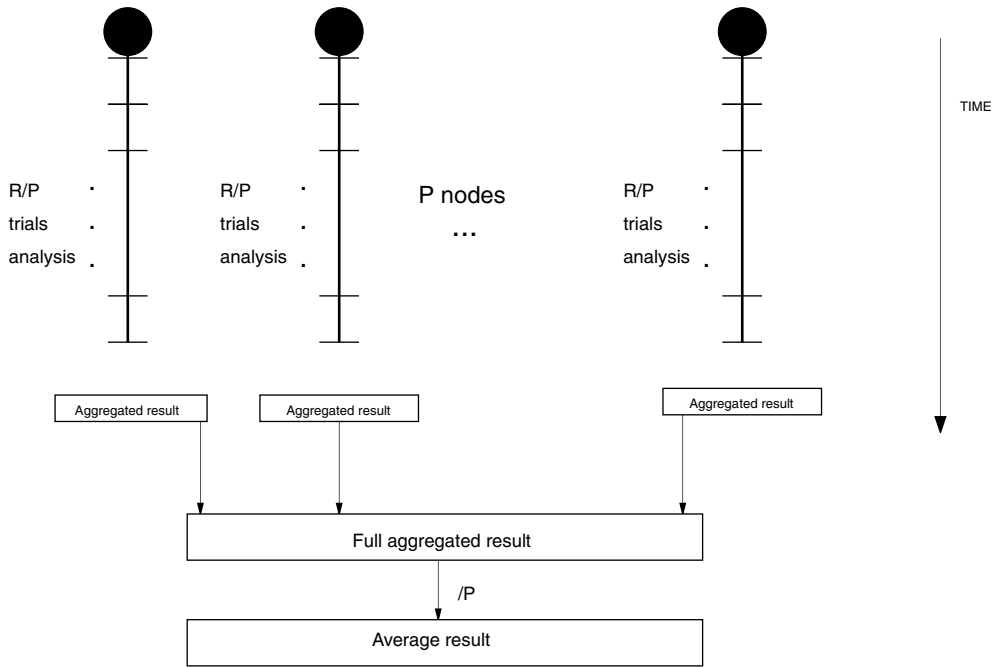 TIME
R/P
trials
analysis
R/P
trials
analysis
P nodes
...
R/P
trials
analysis
Aggregated result
Aggregated result
Aggregated result
Full aggregated result
/P
Average result